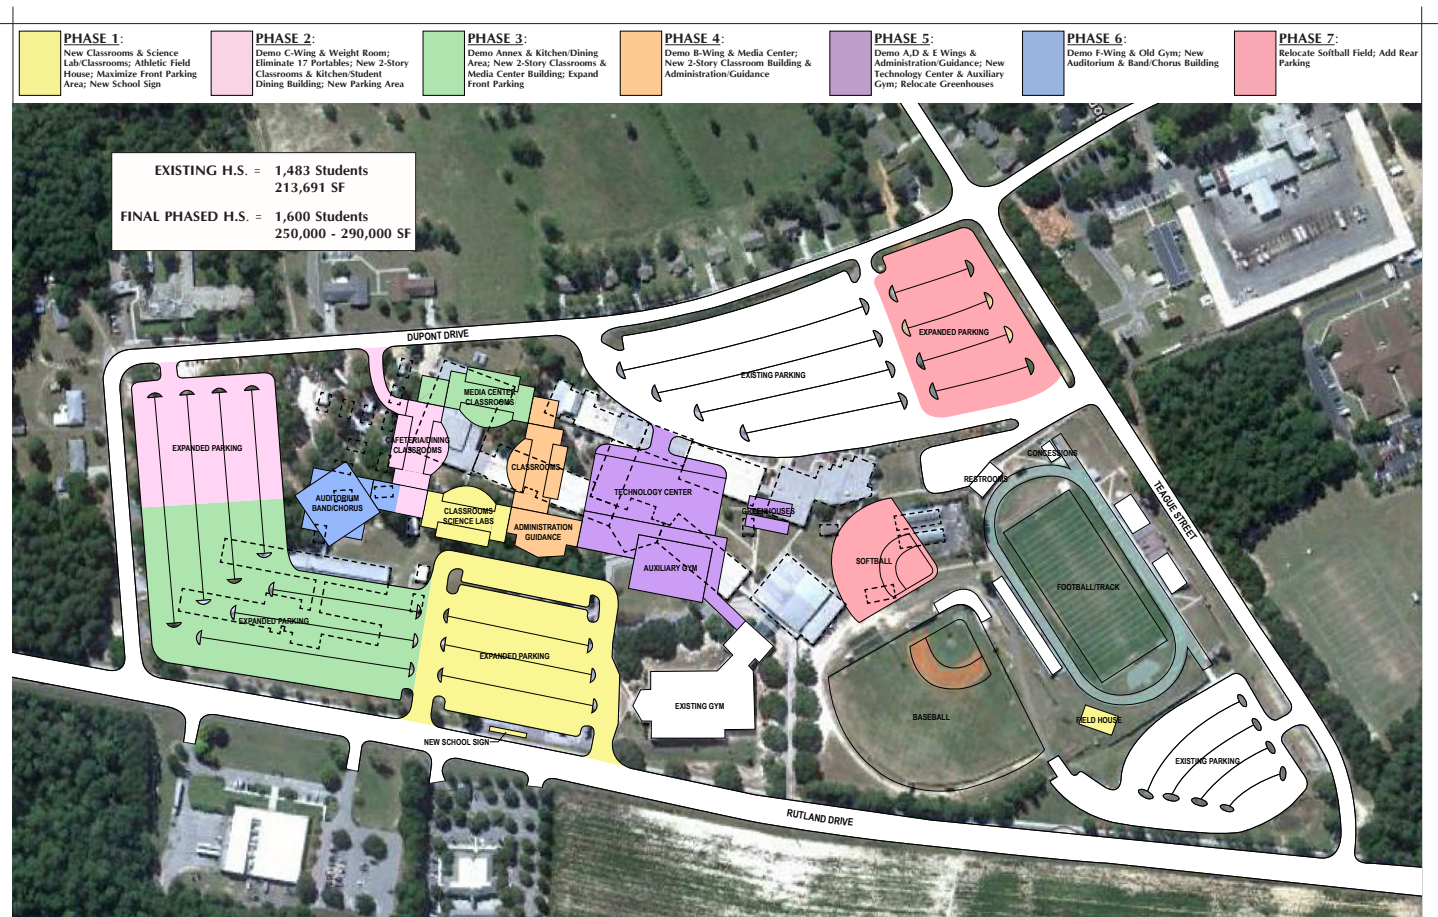 PHASE 1:
New Classrooms & Science
Lab/Classrooms; Athletic Field
House; Maximize Front Parking
Area; New School Sign
PHASE 2:
Demo C-Wing & Weight Room;
Eliminate 17 Portables; New 2-Story
Classrooms & Kitchen/Student
Dining Building; New Parking Area
PHASE 3:
Demo Annex & Kitchen/Dining
Area; New 2-Story Classrooms &
Media Center Building; Expand
Front Parking
PHASE 4:
Demo B-Wing & Media Center;
New 2-Story Classroom Building &
Administration/Guidance
PHASE 5:
Demo A,D & E Wings &
Administration/Guidance; New
Technology Center & Auxiliary
Gym; Relocate Greenhouses
PHASE 6:
Demo F-Wing & Old Gym; New
Auditorium & Band/Chorus Building
PHASE 7:
Relocate Softball Field; Add Rear
Parking
EXISTING H.S. = 1,483 Students
213,691 SF
FINAL PHASED H.S. = 1,600 Students
250,000 - 290,000 SF
DUPONT DRIVE
EXPANDED PARKING
EXISTING PARKING
MEDIA CENTER
CLASSROOMS
EXPANDED PARKING
CAFETERIA/DINING
CLASSROOMS
CONCESSIONS
CLASSROOMS
RESTROOMS
TECHNOLOGY CENTER
AUDITORIUM
BAND/CHORUS
CLASSROOMS
SCIENCE LABS
GREENHOUSES
TEAGUE STREET
ADMINISTRATION
GUIDANCE
SOFTBALL
AUXILIARY GYM
FOOTBALL/TRACK
EXPANDED PARKING
EXPANDED PARKING
EXISTING GYM
BASEBALL
FIELD HOUSE
NEW SCHOOL SIGN
EXISTING PARKING
RUTLAND DRIVE